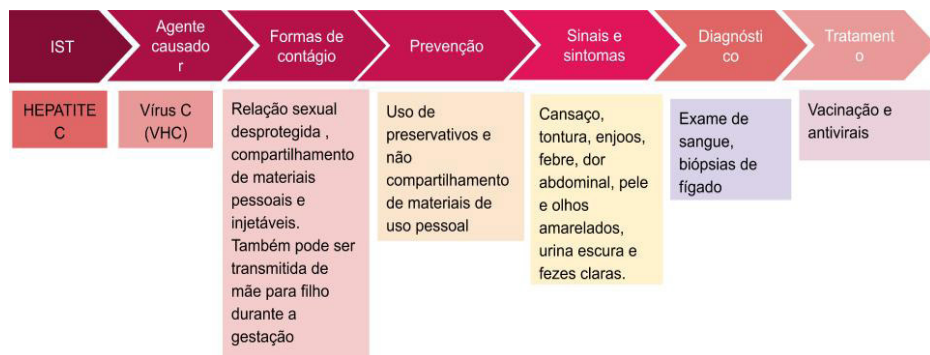 IST
Agente
causado
r
Formas de
contágio
Prevenção
Sinais e
sintomas
Diagnósti
co
Tratament
o
HEPATITE
C
Vírus C
(VHC)
Relação sexual
desprotegida ,
compartilhamento
de materiais
pessoais e
injetáveis.
Também pode ser
transmitida de
mãe para filho
durante a
gestação
Uso de
preservativos e
não
compartilhamento
de materiais de
uso pessoal
Cansaço,
tontura, enjoos,
febre, dor
abdominal, pele
e olhos
amarelados,
urina escura e
fezes claras.
Exame de
sangue,
biópsias de
fígado
Vacinação e
antivirais